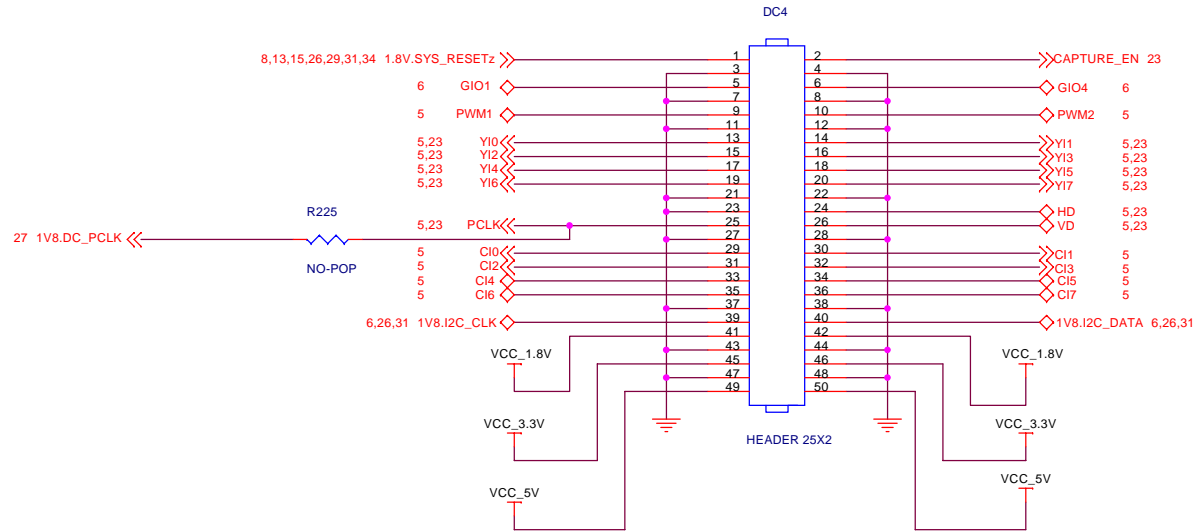 DC4
8,13,15,26,29,31,34 1.8V.SYS_RESETz 1 2 CAPTURE_EN 23
3 4
6 GIO1 5 6 GIO4 6
7 8
5 PWM1 9 10 PWM2 5
11 12
5,23 YI0 13 14 YI1 5,23
5,23 YI2 15 16 YI3 5,23
5,23 YI4 17 18 YI5 5,23
5,23 YI6 19 20 YI7 5,23
21 22
R225 23 24 HD 5,23
5,23 PCLK 25 26 VD 5,23
27 1V8.DC_PCLK 27 28
5 CI0 29 30 CI1 5
NO-POP 5 CI2 31 32 CI3 5
5 CI4 33 34 CI5 5
5 CI6 35 36 CI7 5
37 38
6,26,31 1V8.I2C_CLK 39 40 1V8.I2C_DATA 6,26,31
41 42
VCC_1.8V 43 44 VCC_1.8V
45 46
47 48
49 50
VCC_3.3V VCC_3.3V
HEADER 25X2
VCC_5V VCC_5V